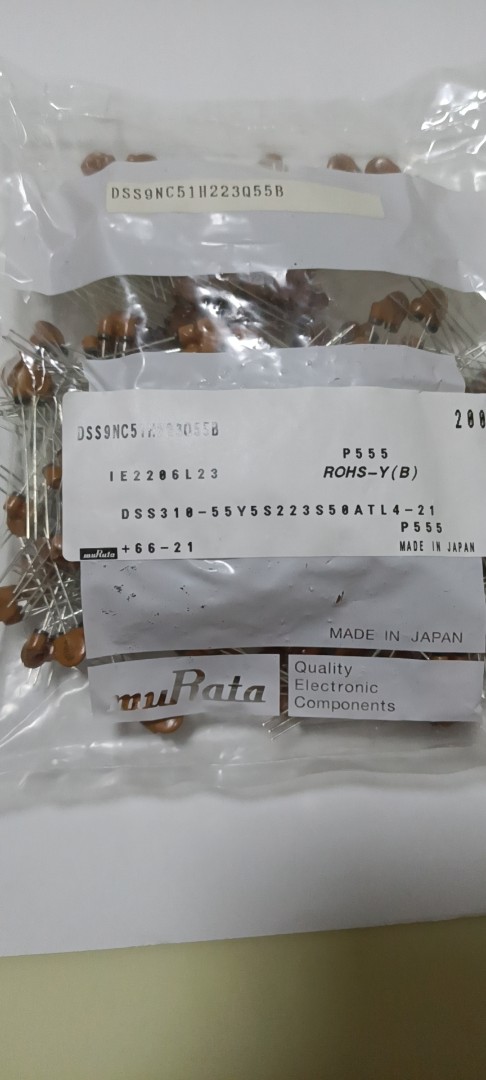 DSS9NC51H223Q55B
DSS9NC51H223Q55B
200
P555
IE2206L23
ROHS-Y(B)
DSS310-55Y5S223S50ATL4-21
P555
muRata +66-21
MADE IN JAPAN
MADE IN JAPAN
muRata
Quality
Electronic
Components